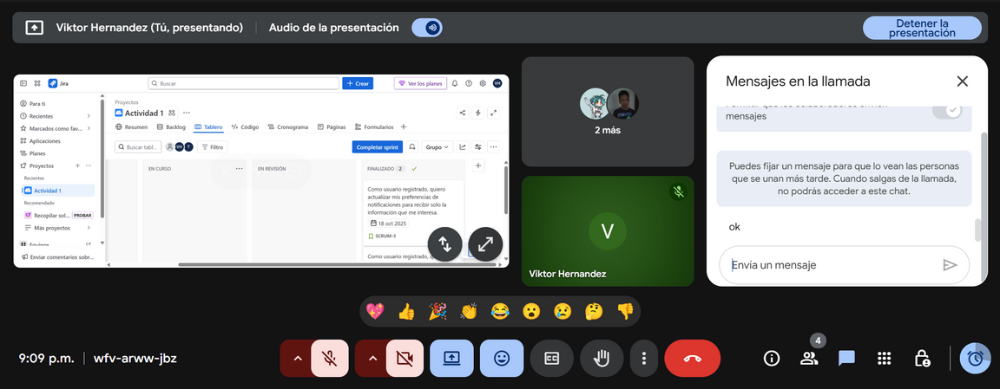 Viktor Hernandez (Tú, presentando)
Audio de la presentación
Detener la
presentación
Jira
Buscar
Crear
Ver los planes
VH
Para ti
Recientes
Marcados como fav...
Aplicaciones
Planes
Proyectos
Recientes
Actividad 1
Recomendado
Recopilar sol... PROBAR
Más proyectos
Equipos
Enviar comentarios sobr...
Proyectos
Actividad 1
Resumen
Backlog
Tablero
Código
Cronograma
Páginas
Formularios
Buscar tabl...
VH
T
Filtro
Completar sprint
Grupo
EN CURSO
EN REVISIÓN
FINALIZADO 2
Como usuario registrado, quiero
actualizar mis preferencias de
notificaciones para recibir solo la
información que me interesa.
18 oct 2025
SCRUM-3
Como usuario registrado, q
2 más
V
Viktor Hernandez
Mensajes en la llamada
mensajes
Puedes fijar un mensaje para que lo vean las personas
que se unan más tarde. Cuando salgas de la llamada,
no podrás acceder a este chat.
ok
Envía un mensaje
9:09 p.m.
wfv-arww-jbz
4